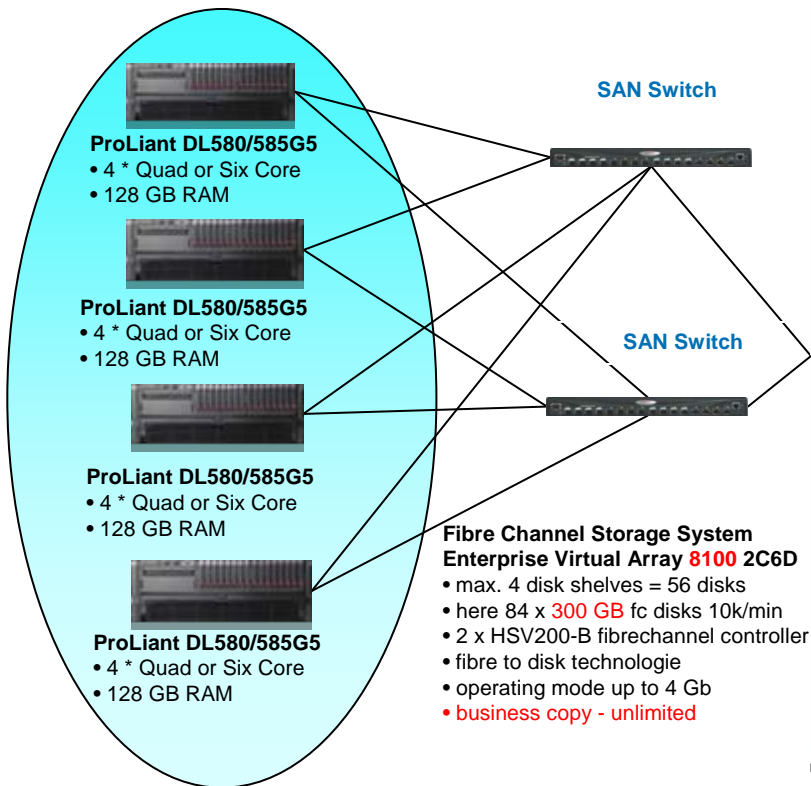 SAN Switch
ProLiant DL580/585G5
• 4 * Quad or Six Core
• 128 GB RAM
ProLiant DL580/585G5
• 4 * Quad or Six Core
• 128 GB RAM
SAN Switch
ProLiant DL580/585G5
• 4 * Quad or Six Core
• 128 GB RAM
ProLiant DL580/585G5
• 4 * Quad or Six Core
• 128 GB RAM
Fibre Channel Storage System
Enterprise Virtual Array 8100 2C6D
• max. 4 disk shelves = 56 disks
• here 84 x 300 GB fc disks 10k/min
• 2 x HSV200-B fibrechannel controller
• fibre to disk technologie
• operating mode up to 4 Gb
• business copy - unlimited